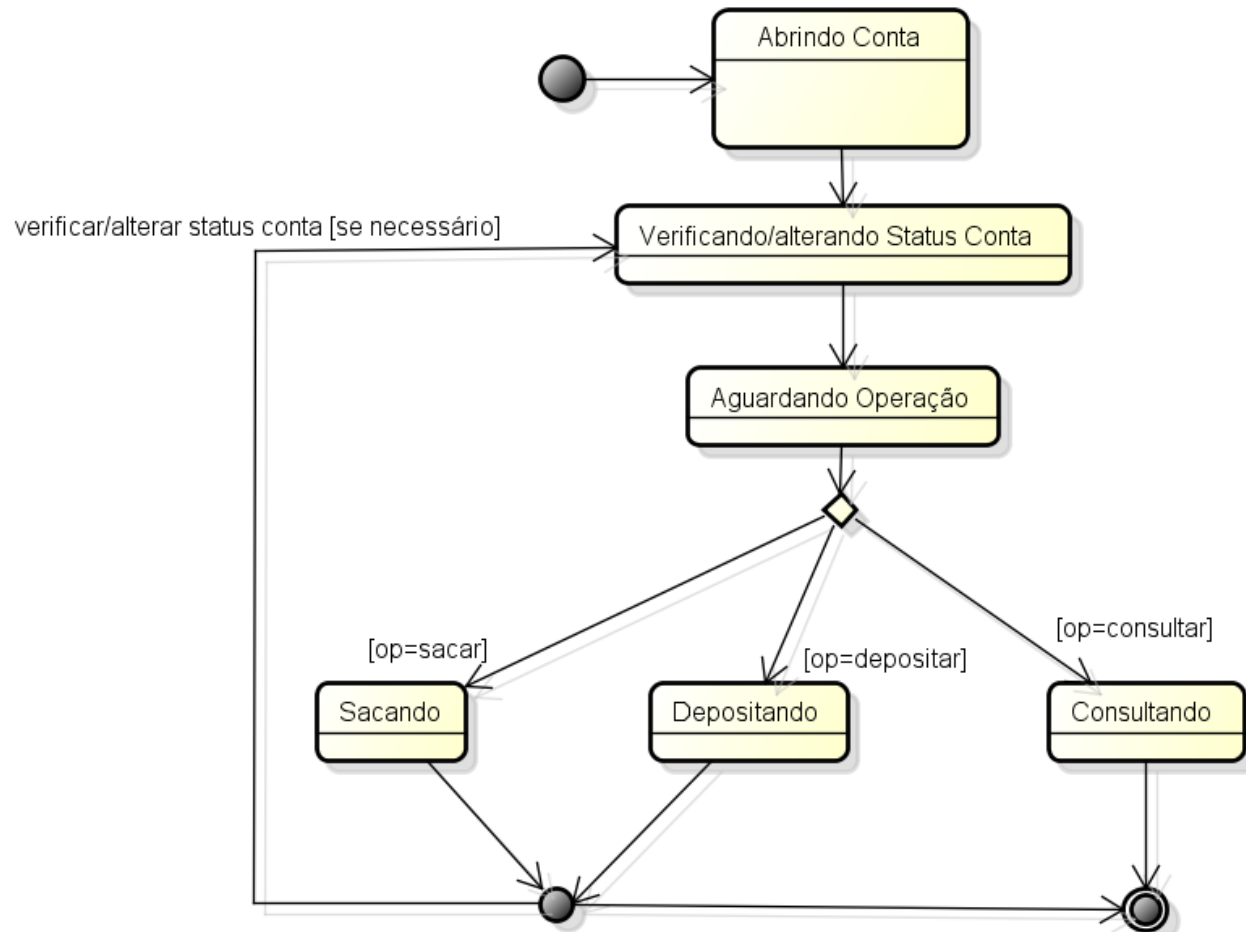 Abrindo Conta
verificar/alterar status conta [se necessário]
Verificando/alterando Status Conta
Aguardando Operação
[op=sacar]
[op=depositar]
[op=consultar]
Sacando
Depositando
Consultando